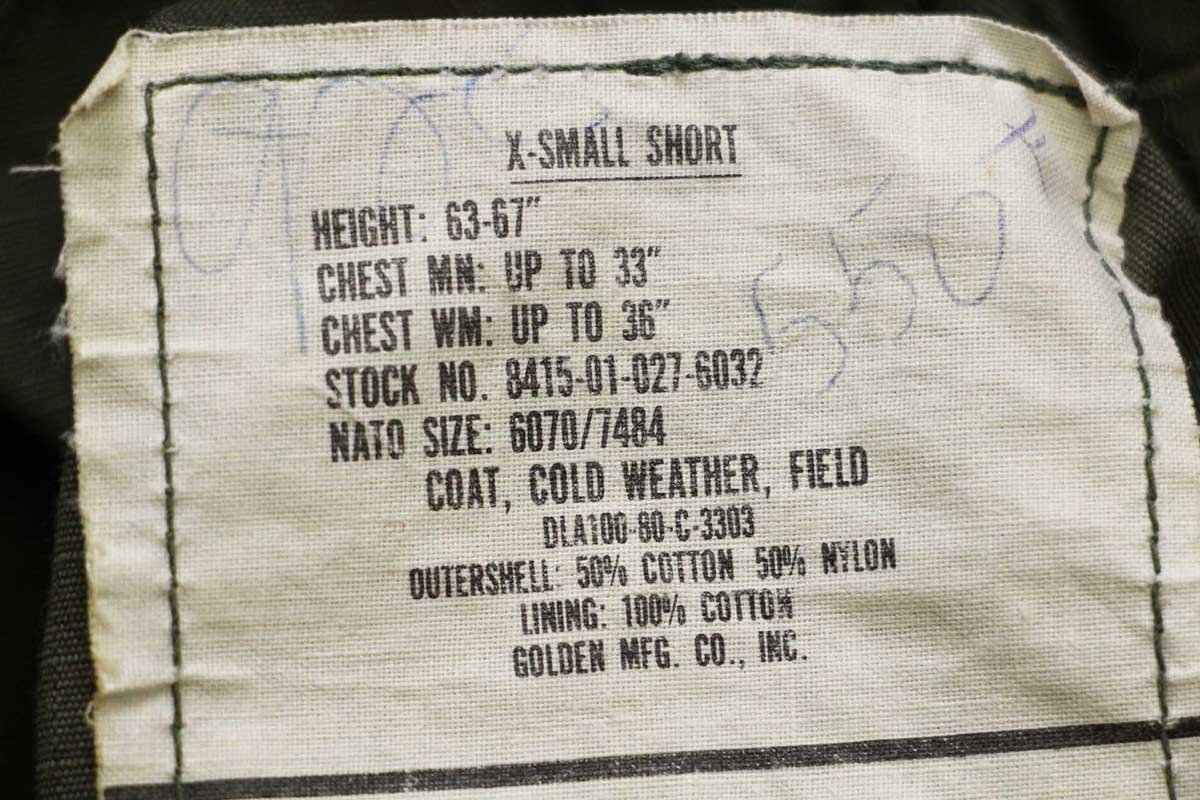 X-SMALL SHORT
HEIGHT: 63-67"
CHEST MN: UP TO 33"
CHEST WM: UP TO 36"
STOCK NO. 8415-01-027-6032
NATO SIZE: 6070/7484
COAT, COLD WEATHER, FIELD
DLA100-80-C-3303
OUTERSHELL: 50% COTTON 50% NYLON
LINING: 100% COTTON
GOLDEN MFG. CO., INC.